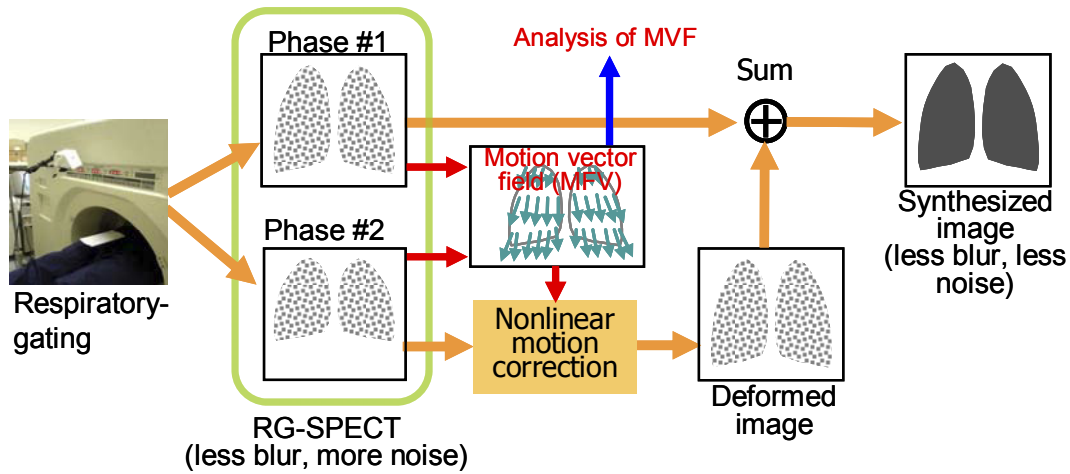 Phase #1
Analysis of MVF
Sum
Motion vector
field (MFV)
Phase #2
Respiratory-
gating
Nonlinear
motion
correction
Synthesized
image
(less blur, less
noise)
Deformed
image
RG-SPECT
(less blur, more noise)